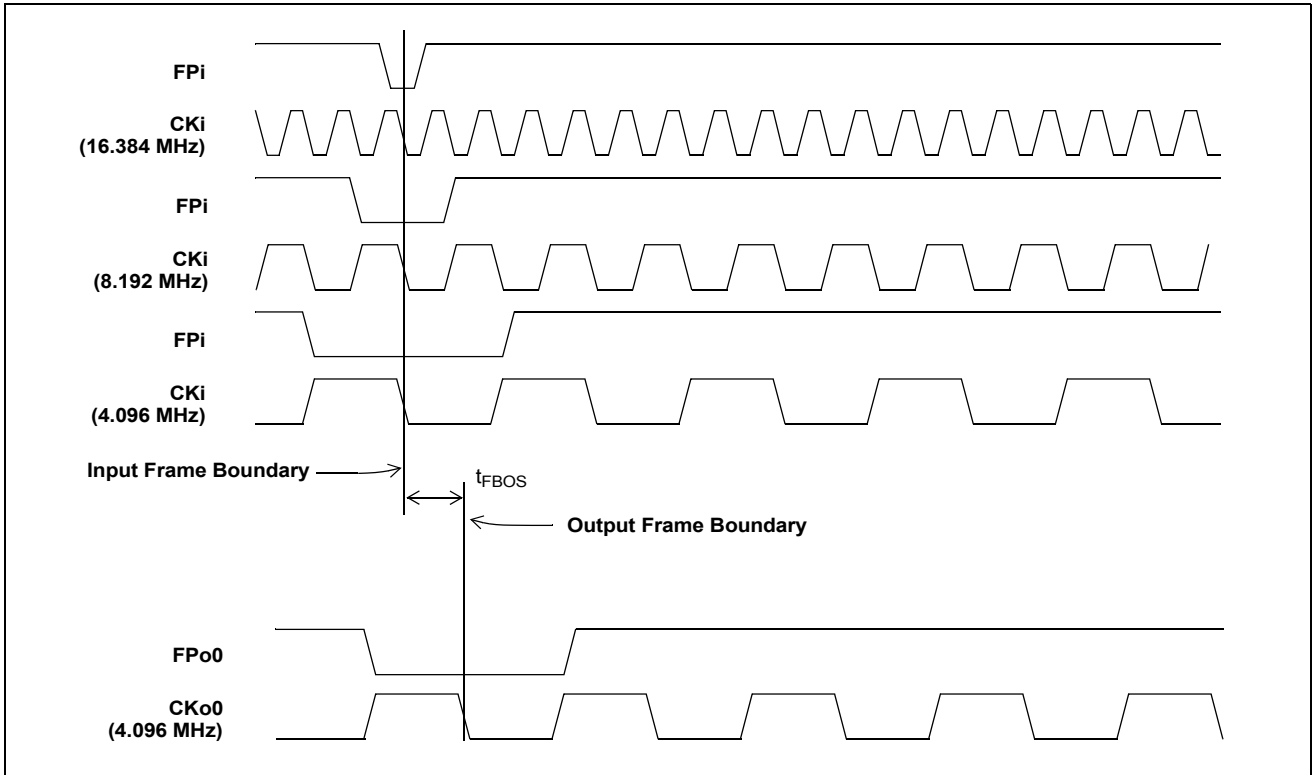 FPi
CKi
(16.384 MHz)
FPi
CKi
(8.192 MHz)
FPi
CKi
(4.096 MHz)
Input Frame Boundary
tFBOS
Output Frame Boundary
FPo0
CKo0
(4.096 MHz)